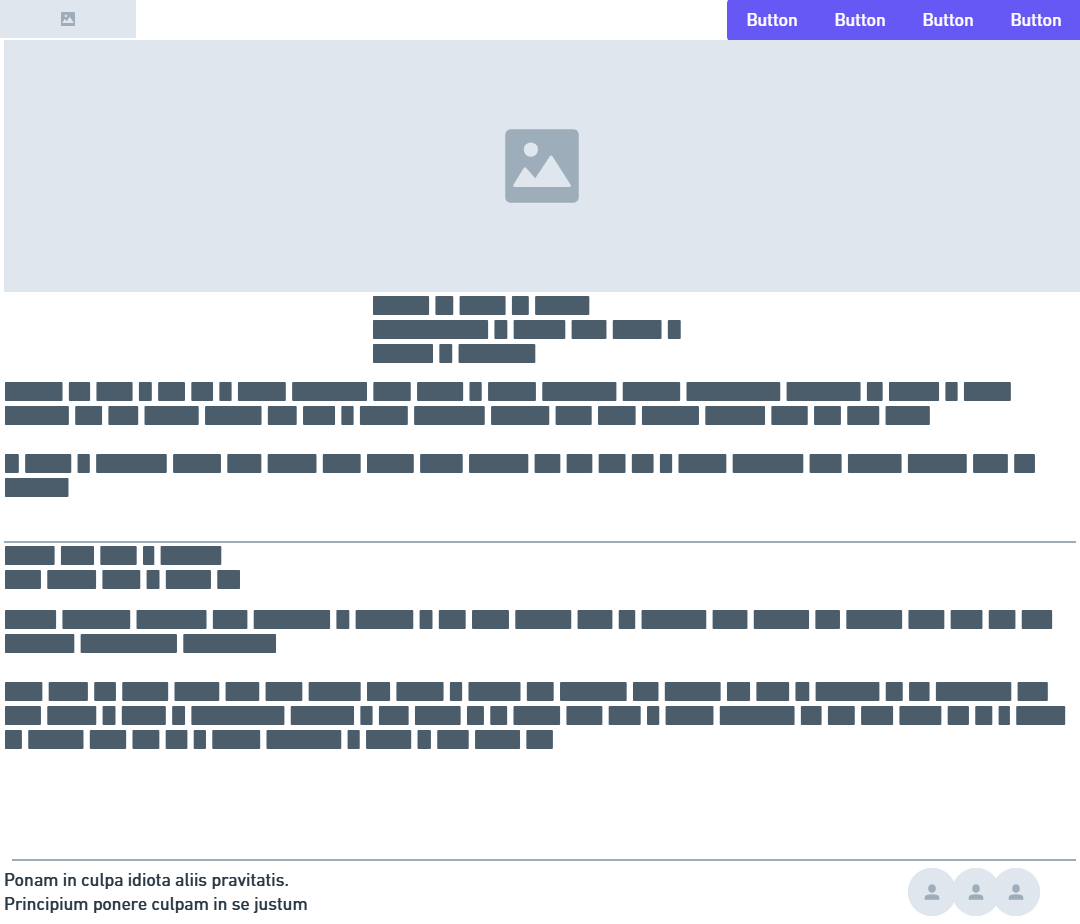 Button Button Button Button
Ponam in culpa idiota aliis pravitatis.
Principium ponere culpam in se justum